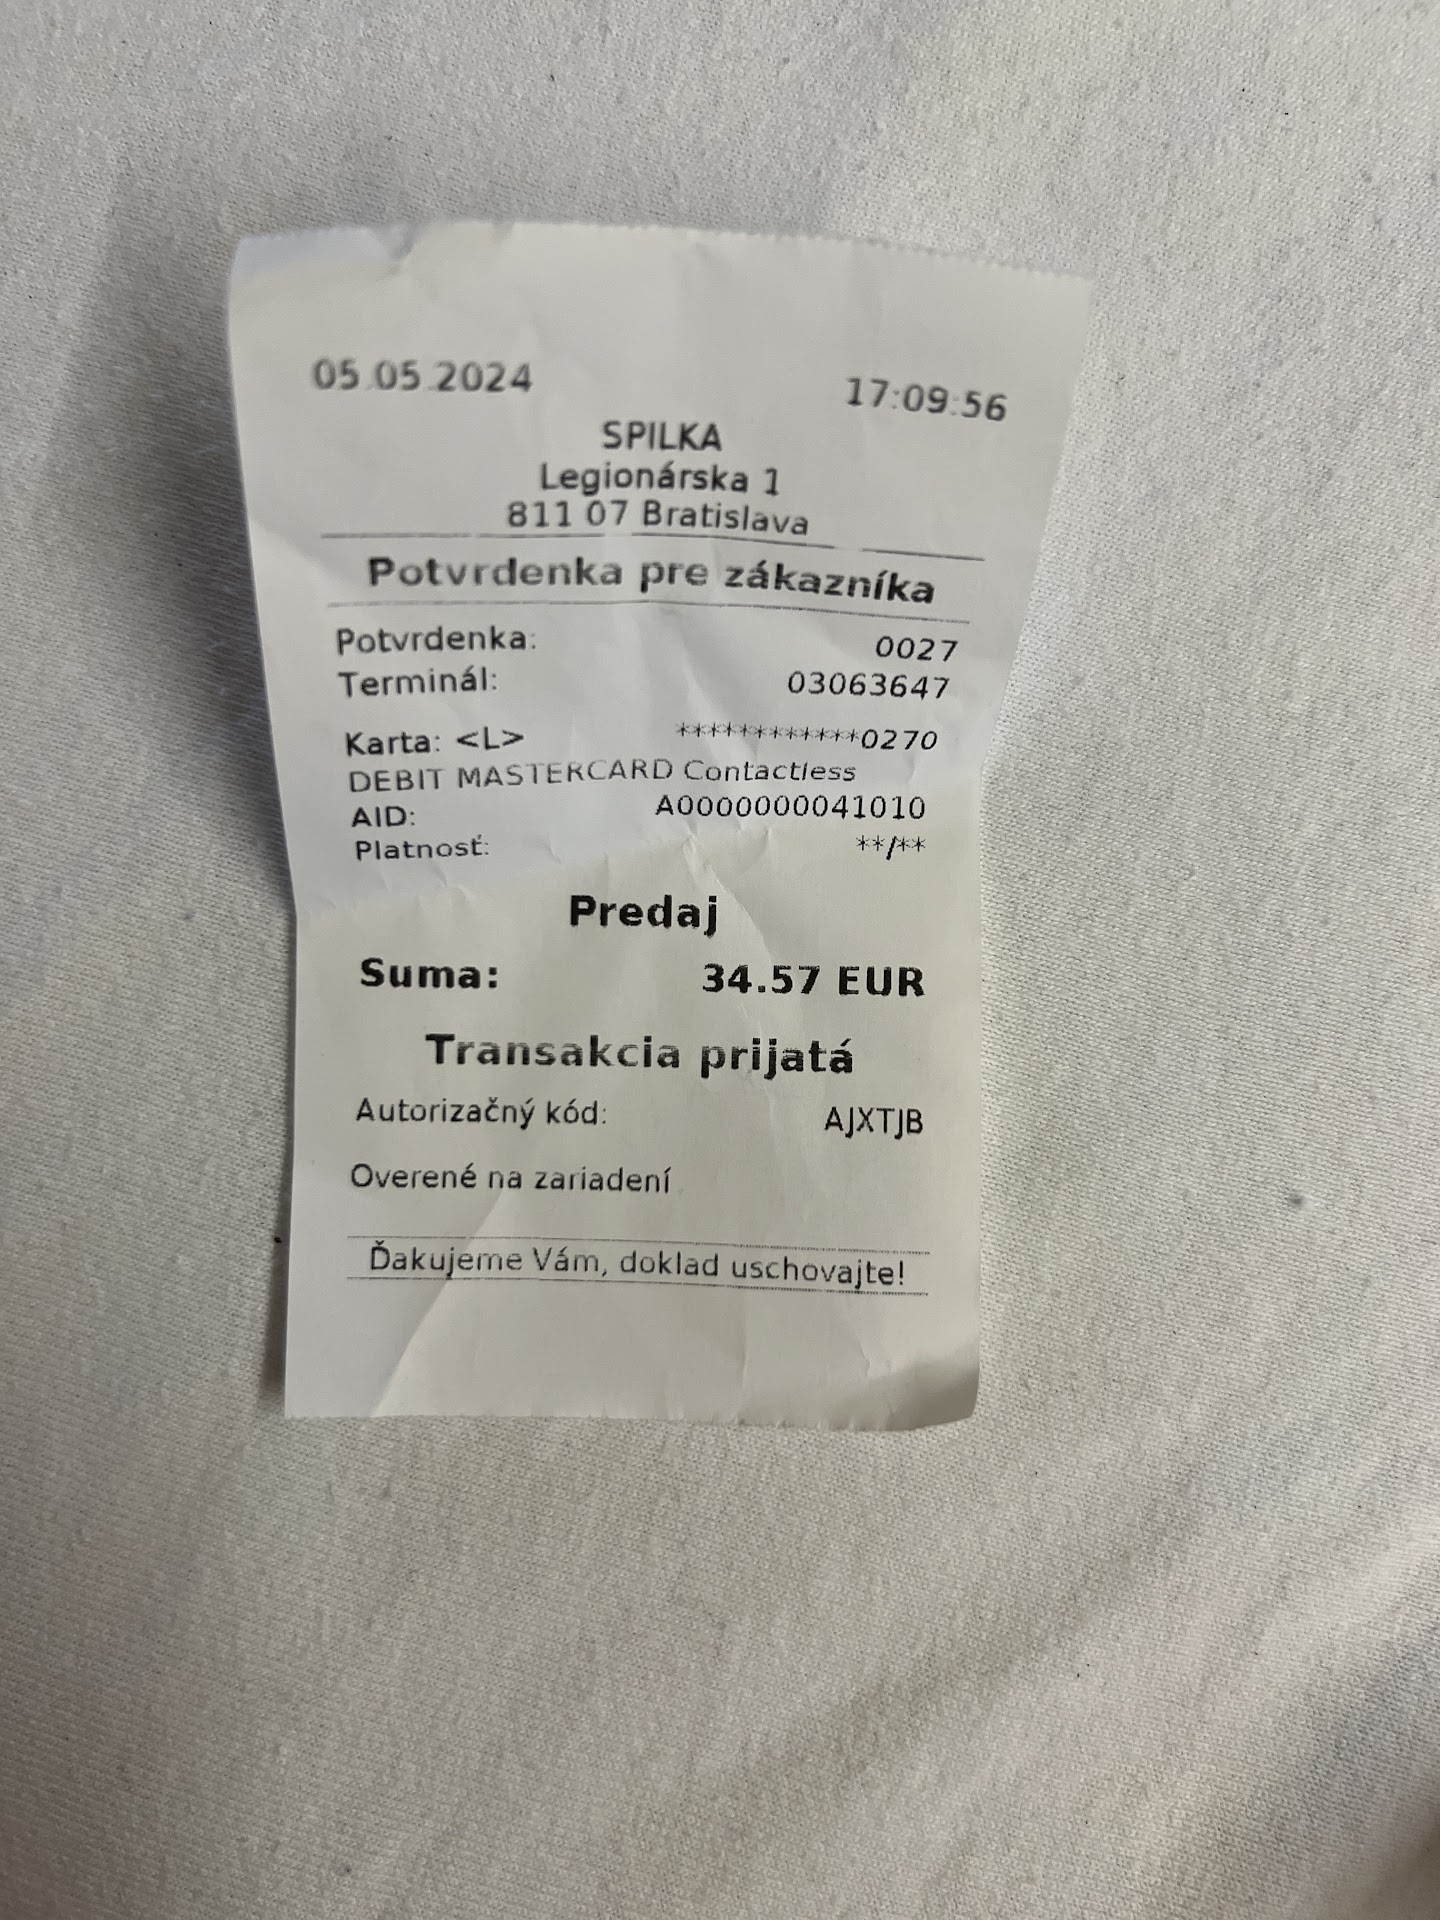 05.05.2024 17:09:56
SPILKA
Legionárska 1
811 07 Bratislava
Potvrdenka pre zákazníka
Potvrdenka: 0027
Terminál: 03063647
Karta: <L> ************0270
DEBIT MASTERCARD Contactless
AID: A0000000041010
Platnosť: **/**
Predaj
Suma: 34.57 EUR
Transakcia prijatá
Autorizačný kód: AJXTJB
Overené na zariadení
Ďakujeme Vám, doklad uschovajte!